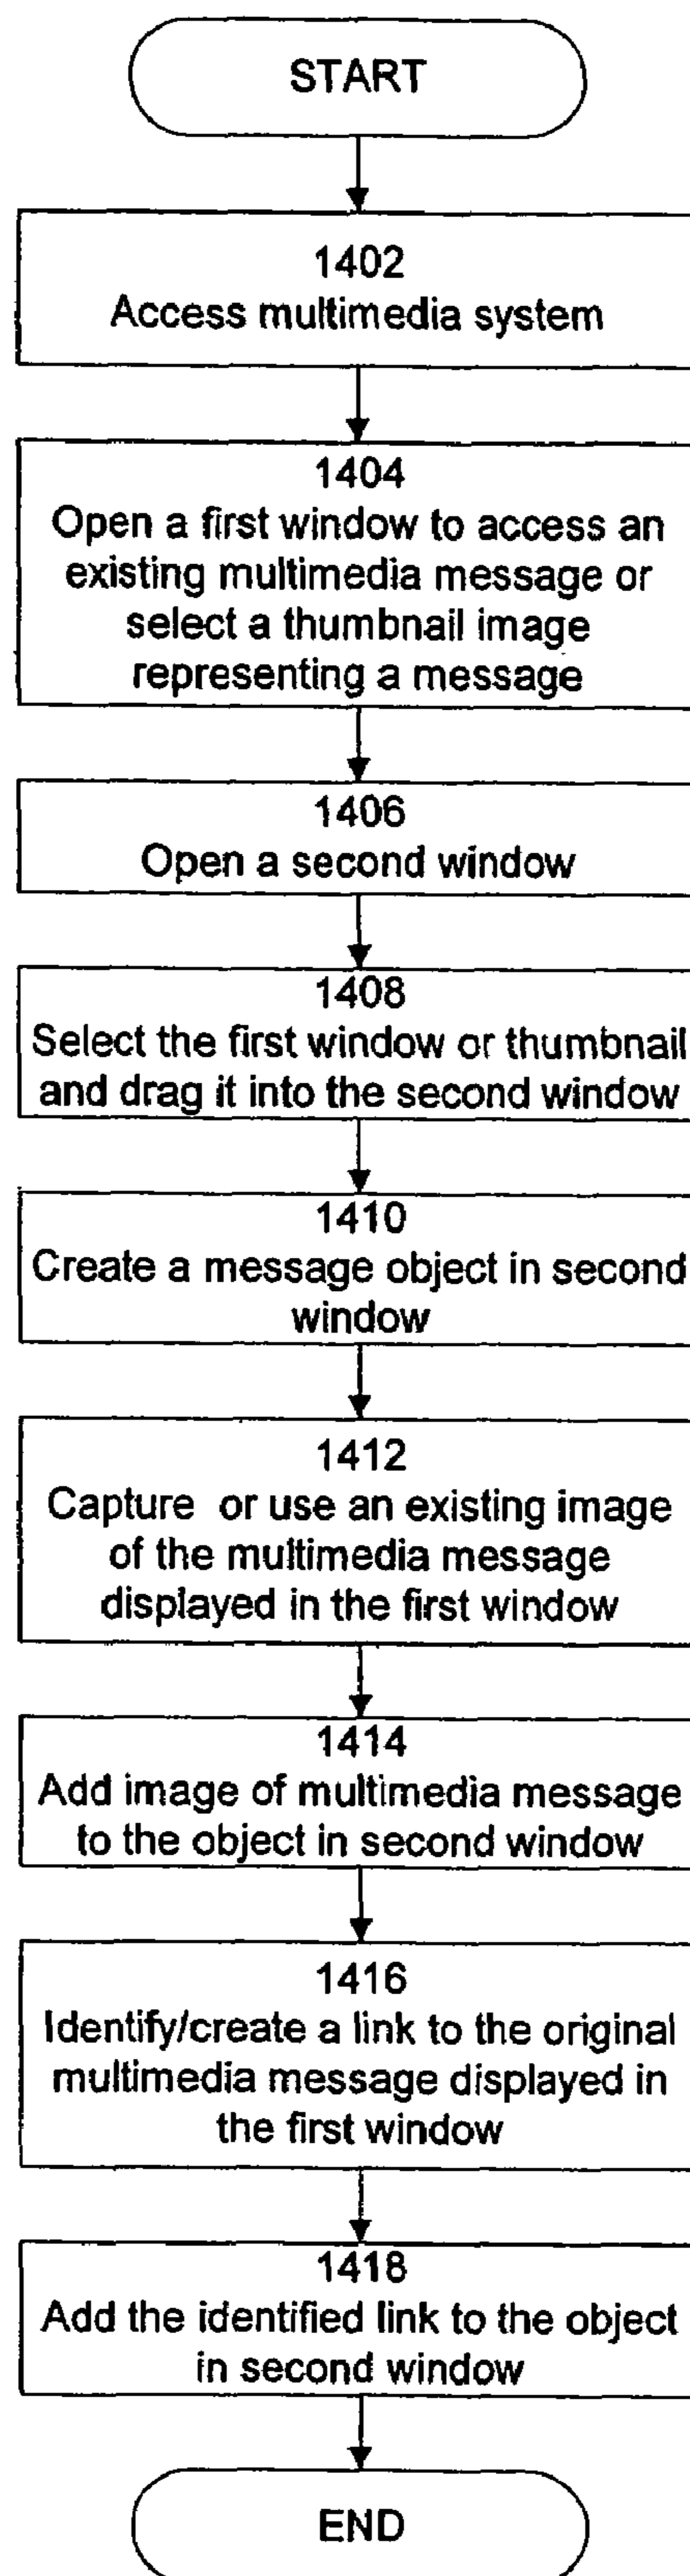 START
1402
Access multimedia system
1404
Open a first window to access an
existing multimedia message or
select a thumbnail image
representing a message
1406
Open a second window
1408
Select the first window or thumbnail
and drag it into the second window
1410
Create a message object in second
window
1412
Capture or use an existing image
of the multimedia message
displayed in the first window
1414
Add image of multimedia message
to the object in second window
1416
Identify/create a link to the original
multimedia message displayed in
the first window
1418
Add the identified link to the object
in second window
END